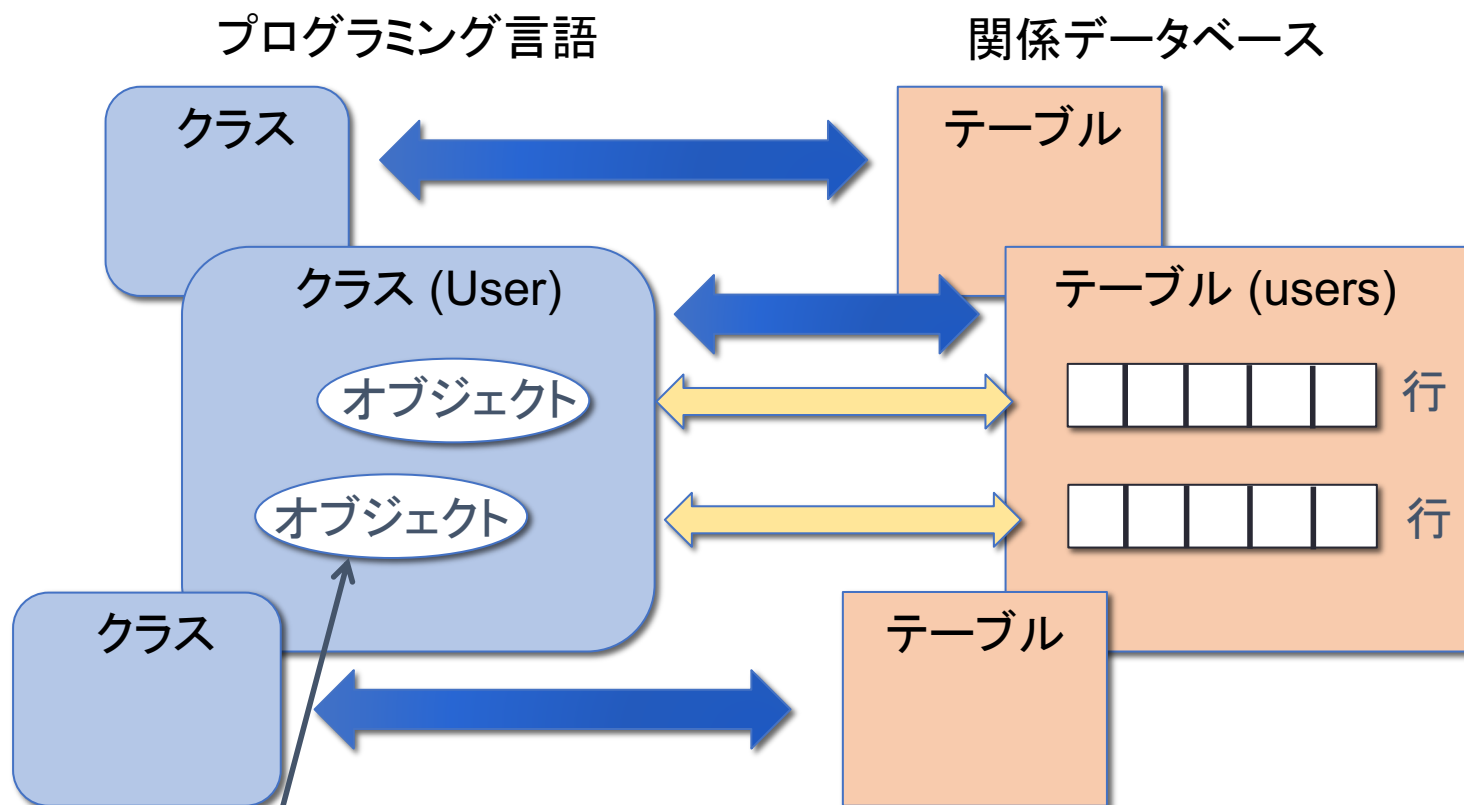 プログラミング言語
関係データベース
クラス
テーブル
クラス (User)
テーブル (users)
オブジェクト
行
オブジェクト
行
クラス
テーブル